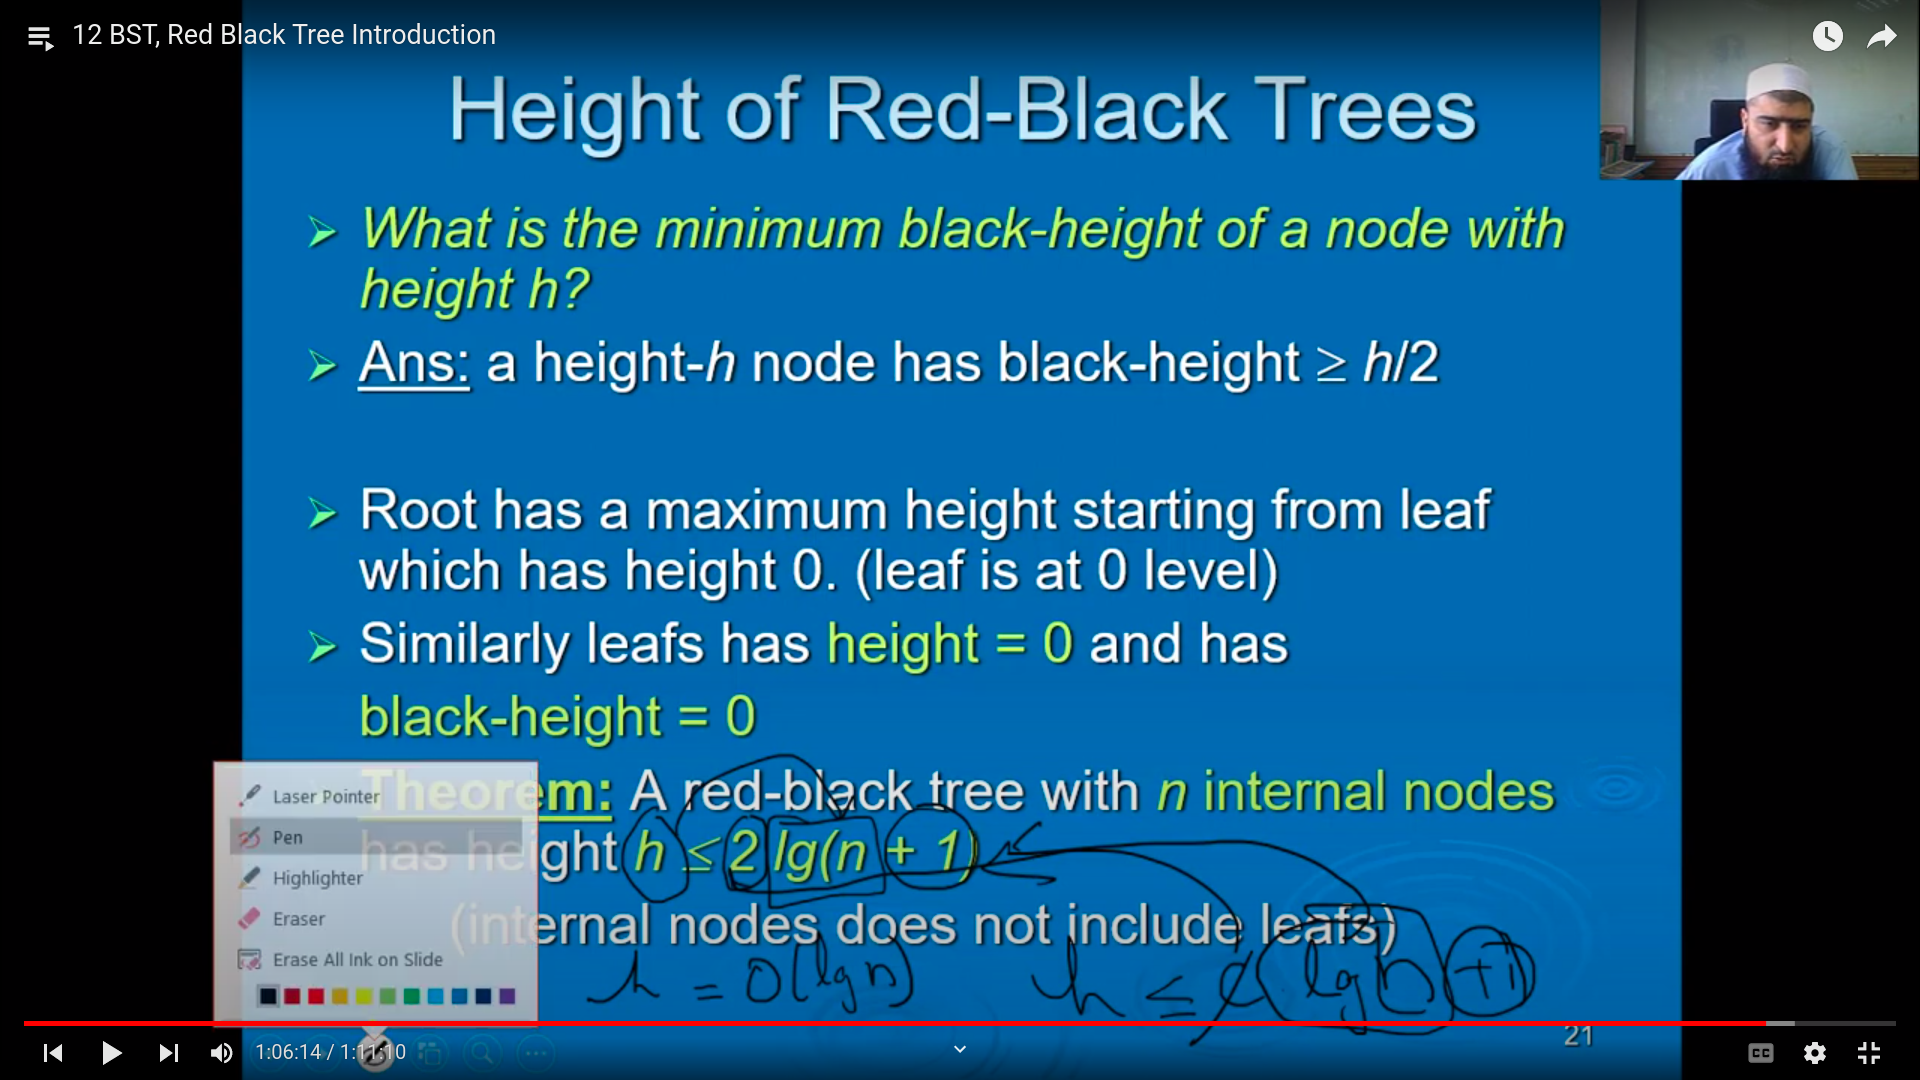 12 BST, Red Black Tree Introduction
Height of Red-Black Trees
What is the minimum black-height of a node with
height h?
Ans: a height-h node has black-height ≥ h/2
Root has a maximum height starting from leaf
which has height 0. (leaf is at 0 level)
Similarly leafs has height = 0 and has
black-height = 0
Theorem: A red-black tree with n internal nodes
has height h ≤ 2 lg(n + 1)
(internal nodes does not include leafs)
h = O(lg n) h ≤ lg n + 1
Laser Pointer
Pen
Highlighter
Eraser
Erase All Ink on Slide
21
1:06:14 / 1:11:10
CC